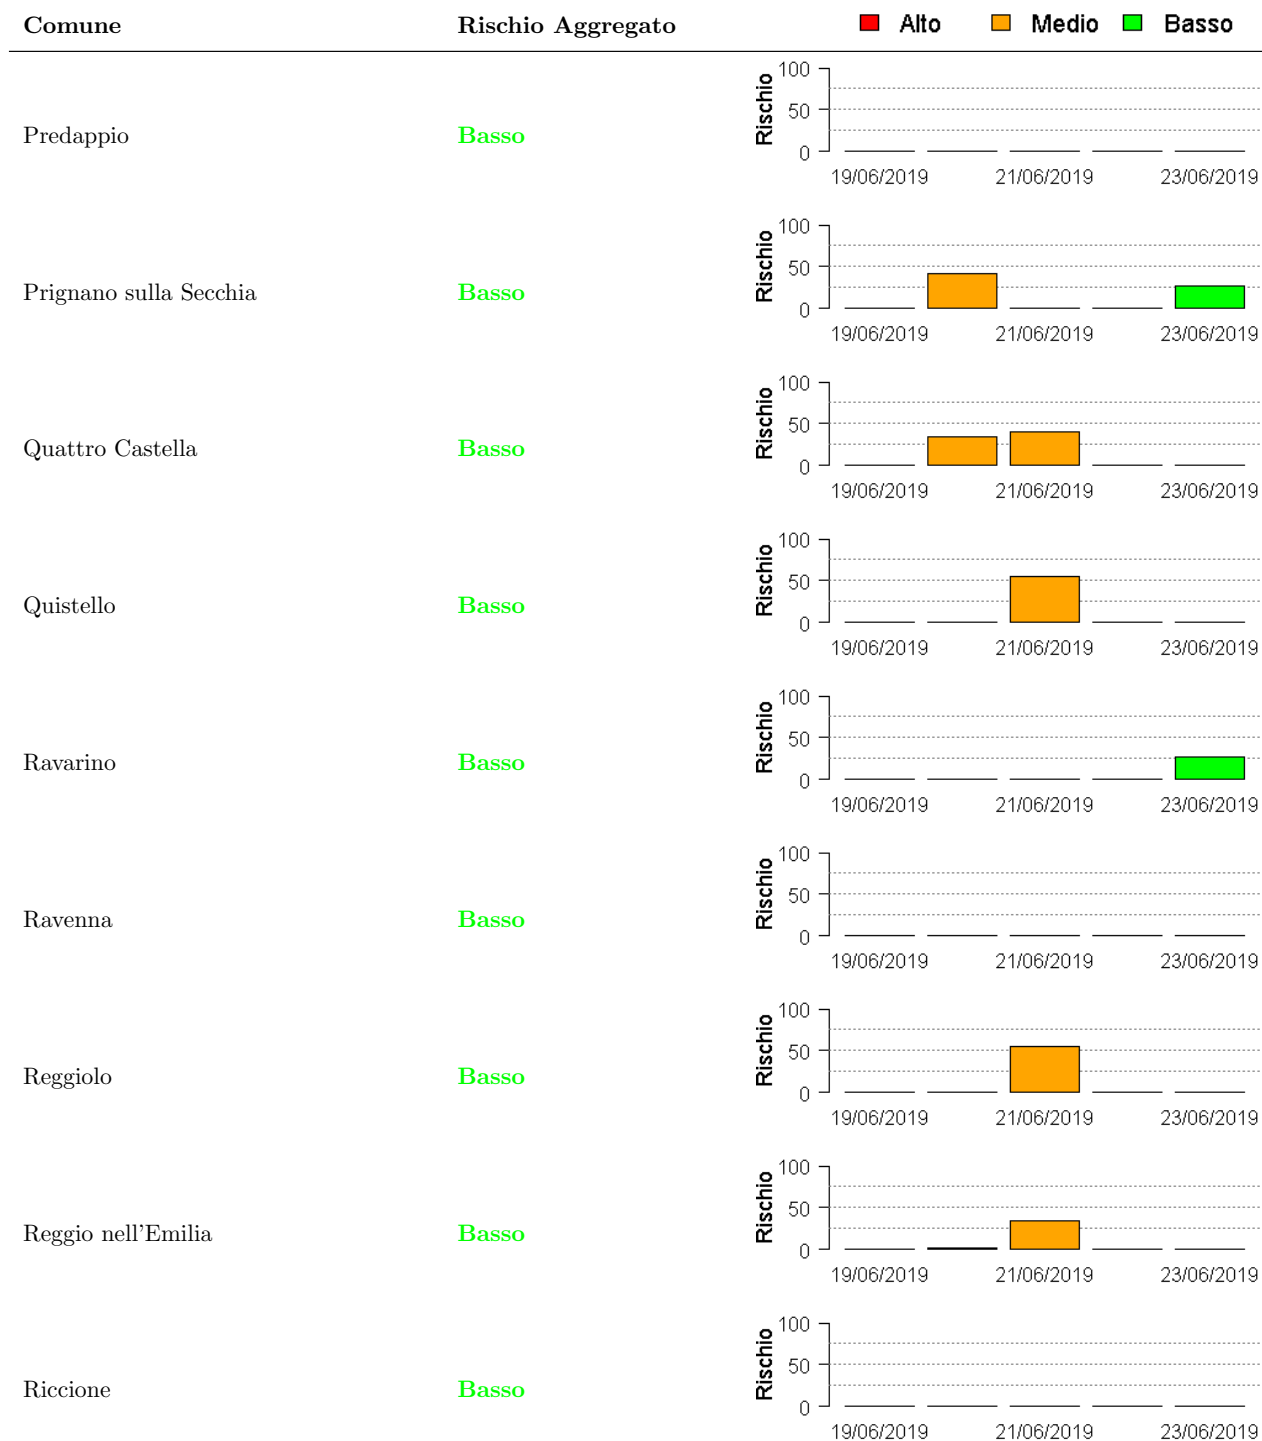 Comune Rischio Aggregato Alto Medio Basso
Predappio Basso Rischio 100 50 0
19/06/2019 21/06/2019 23/06/2019
Prignano sulla Secchia Basso Rischio 100 50 0
19/06/2019 21/06/2019 23/06/2019
Quattro Castella Basso Rischio 100 50 0
19/06/2019 21/06/2019 23/06/2019
Quistello Basso Rischio 100 50 0
19/06/2019 21/06/2019 23/06/2019
Ravarino Basso Rischio 100 50 0
19/06/2019 21/06/2019 23/06/2019
Ravenna Basso Rischio 100 50 0
19/06/2019 21/06/2019 23/06/2019
Reggiolo Basso Rischio 100 50 0
19/06/2019 21/06/2019 23/06/2019
Reggio nell'Emilia Basso Rischio 100 50 0
19/06/2019 21/06/2019 23/06/2019
Riccione Basso Rischio 100 50 0
19/06/2019 21/06/2019 23/06/2019